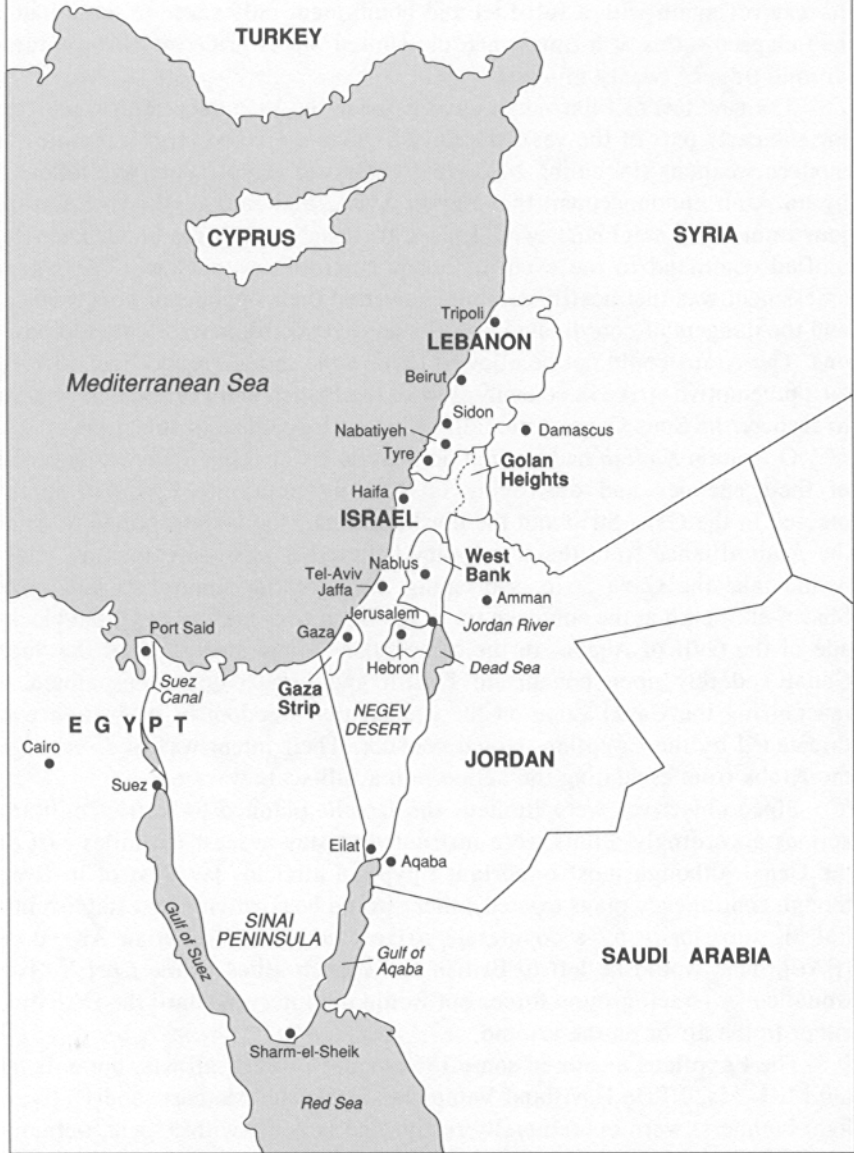 TURKEY
CYPRUS
SYRIA
Tripoli
LEBANON
Mediterranean Sea
Beirut
Sidon
Nabatiyeh
Damascus
Tyre
Golan
Heights
Haifa
ISRAEL
West
Bank
Nablus
Tel-Aviv
Jaffa
Amman
Jerusalem
Jordan River
Port Said
Gaza
Hebron
Dead Sea
Suez
Canal
Gaza
Strip
NEGEV
DESERT
EGYPT
Cairo
JORDAN
Suez
Eilat
Aqaba
SINAI
PENINSULA
Gulf of Suez
Gulf of
Aqaba
SAUDI ARABIA
Sharm-el-Sheik
Red Sea